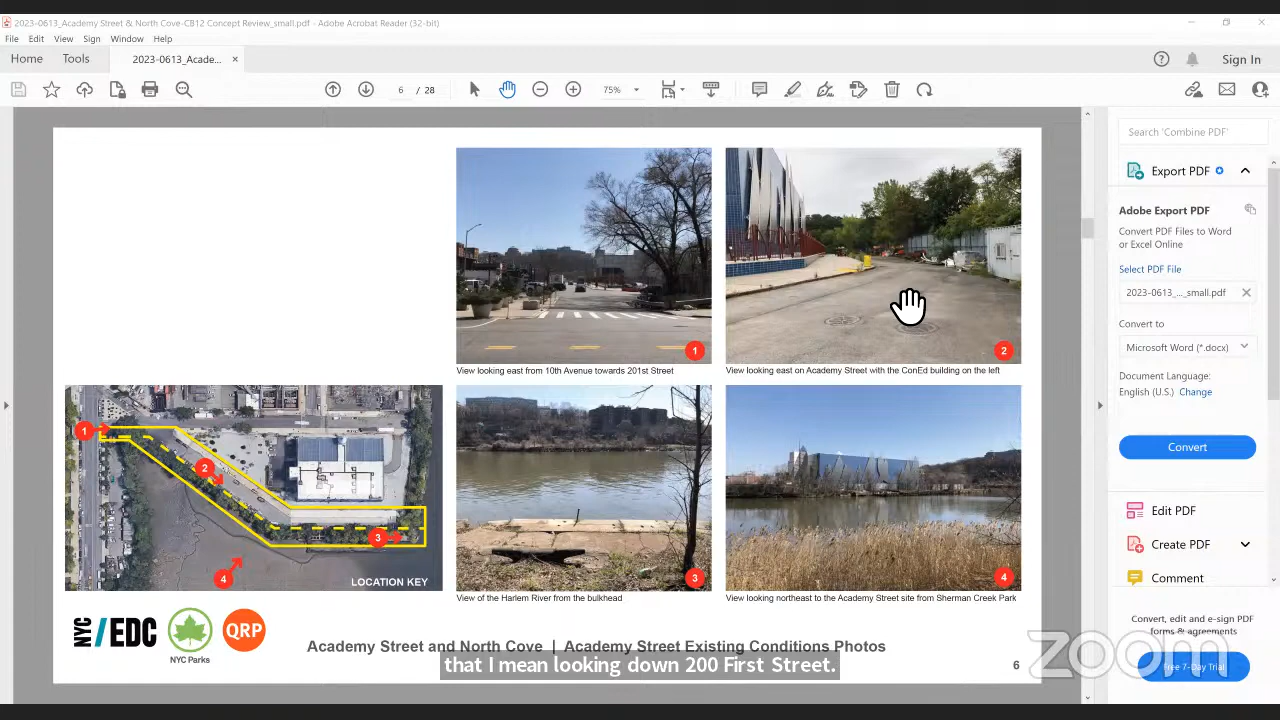 2023-0613_Academy Street & North Cove-CB12 Concept Review_small.pdf - Adobe Acrobat Reader (32-bit)
File Edit View Sign Window Help
Home Tools 2023-0613_Acade... × Sign In
6 / 28 75%
Search 'Combine PDF'
Export PDF
Adobe Export PDF
Convert PDF Files to Word
or Excel Online
Select PDF File
2023-0613_..._small.pdf ×
Convert to
Microsoft Word (*.docx)
Document Language:
English (U.S.) Change
Convert
Edit PDF
Create PDF
Comment
Convert, edit and e-sign PDF
forms & agreements
Free 7-Day Trial
1
View looking east from 10th Avenue towards 201st Street
2
View looking east on Academy Street with the ConEd building on the left
1
2
3
4
LOCATION KEY
3
View of the Harlem River from the bulkhead
4
View looking northeast to the Academy Street site from Sherman Creek Park
NYC/EDC
NYC Parks
QRP
Academy Street and North Cove | Academy Street Existing Conditions Photos
6
that I mean looking down 200 First Street.
zoom